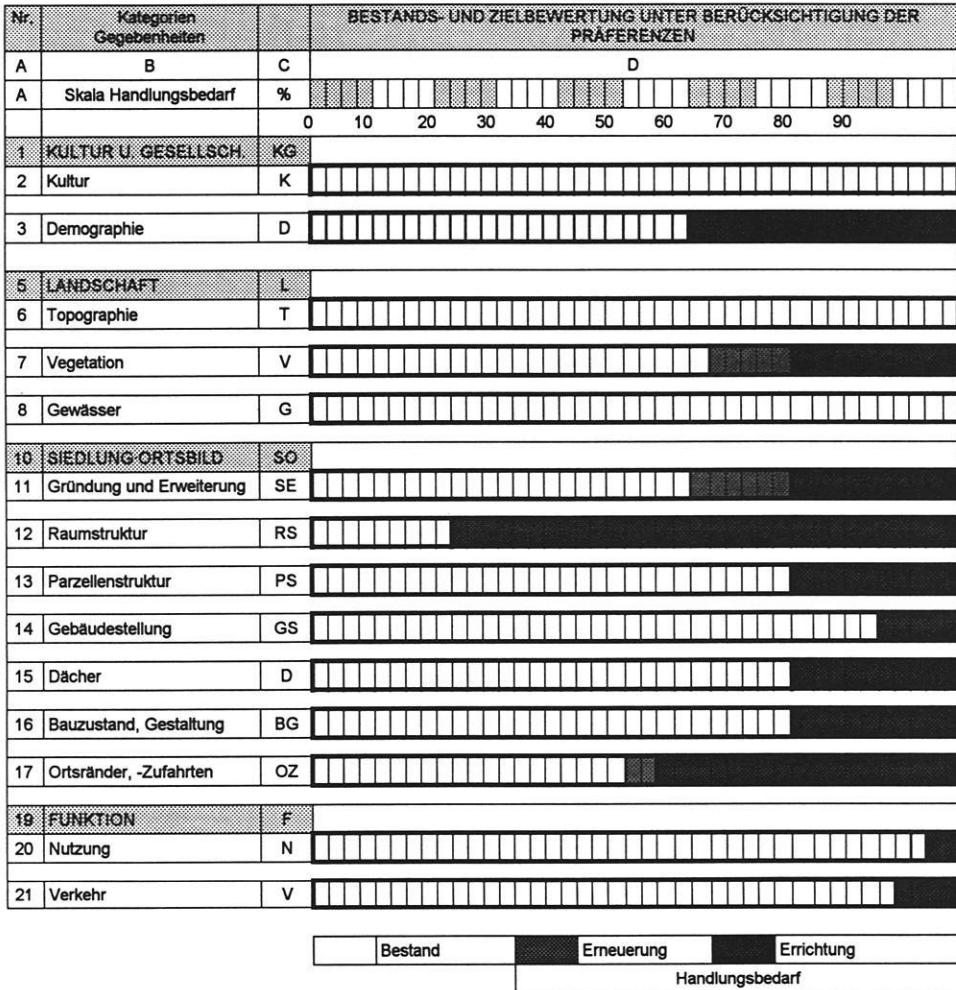 Nr. Kategorien Gegebenheiten BESTANDS- UND ZIELBEWERTUNG UNTER BERÜCKSICHTIGUNG DER PRÄFERENZEN
A B C D
A Skala Handlungsbedarf %
0 10 20 30 40 50 60 70 80 90
1 KULTUR U. GESELLSCH. KG
2 Kultur K
3 Demographie D
5 LANDSCHAFT L
6 Topographie T
7 Vegetation V
8 Gewässer G
10 SIEDLUNG-ORTSBILD SO
11 Gründung und Erweiterung SE
12 Raumstruktur RS
13 Parzellenstruktur PS
14 Gebäudestellung GS
15 Dächer D
16 Bauzustand, Gestaltung BG
17 Ortsränder, -Zufahrten OZ
19 FUNKTION F
20 Nutzung N
21 Verkehr V
Bestand Erneuerung Errichtung
Handlungsbedarf